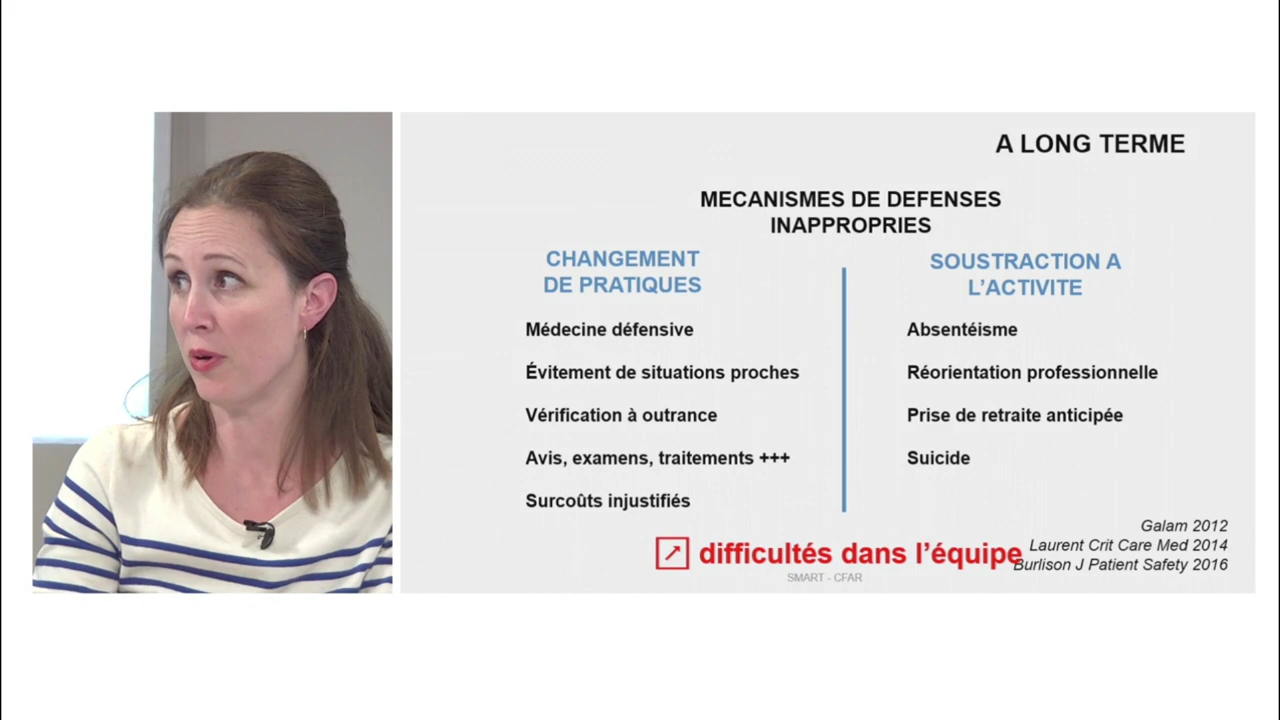 A LONG TERME
MECANISMES DE DEFENSES
INAPPROPRIES
CHANGEMENT
DE PRATIQUES
Médecine défensive
Évitement de situations proches
Vérification à outrance
Avis, examens, traitements +++
Surcoûts injustifiés
SOUSTRACTION A
L'ACTIVITE
Absentéisme
Réorientation professionnelle
Prise de retraite anticipée
Suicide
difficultés dans l'équipe
Galam 2012
Laurent Crit Care Med 2014
Burlison J Patient Safety 2016
SMART - CFAR